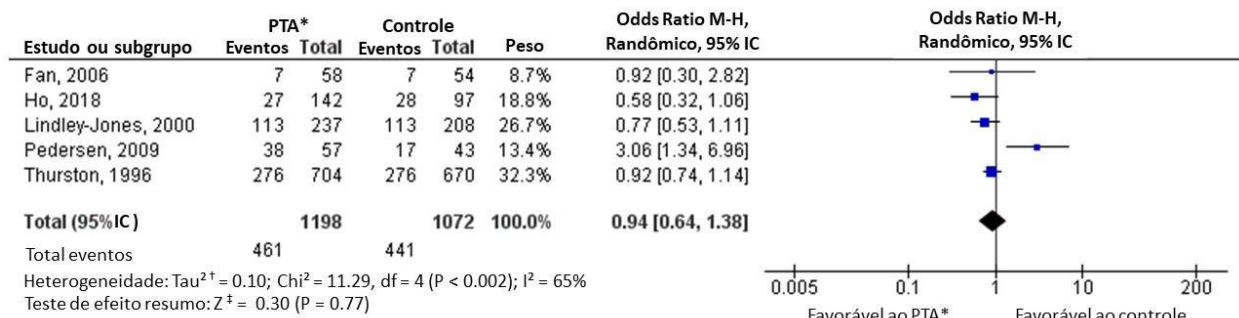 PTA* Controle Odds Ratio M-H, Odds Ratio M-H,
Estudo ou subgrupo Eventos Total Eventos Total Peso Randômico, 95% IC Randômico, 95% IC
Fan, 2006 7 58 7 54 8.7% 0.92 [0.30, 2.82]
Ho, 2018 27 142 28 97 18.8% 0.58 [0.32, 1.06]
Lindley-Jones, 2000 113 237 113 208 26.7% 0.77 [0.53, 1.11]
Pedersen, 2009 38 57 17 43 13.4% 3.06 [1.34, 6.96]
Thurston, 1996 276 704 276 670 32.3% 0.92 [0.74, 1.14]
Total (95%IC) 1198 1072 100.0% 0.94 [0.64, 1.38]
Total eventos 461 441
Heterogeneidade: Tau²† = 0.10; Chi² = 11.29, df = 4 (P < 0.002); I² = 65%
Teste de efeito resumo: Z‡ = 0.30 (P = 0.77)
0.005 0.1 1 10 200
Favorável ao PTA* Favorável ao controle